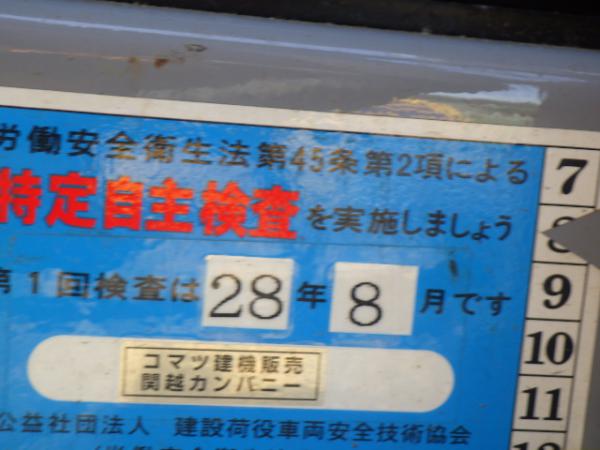 労働安全衛生法第45条第2項による
特定自主検査を実施しましょう
第1回検査は28年8月です
コマツ建機販売
関越カンパニー
公益社団法人 建設荷役車両安全技術協会
7
8
9
10
11